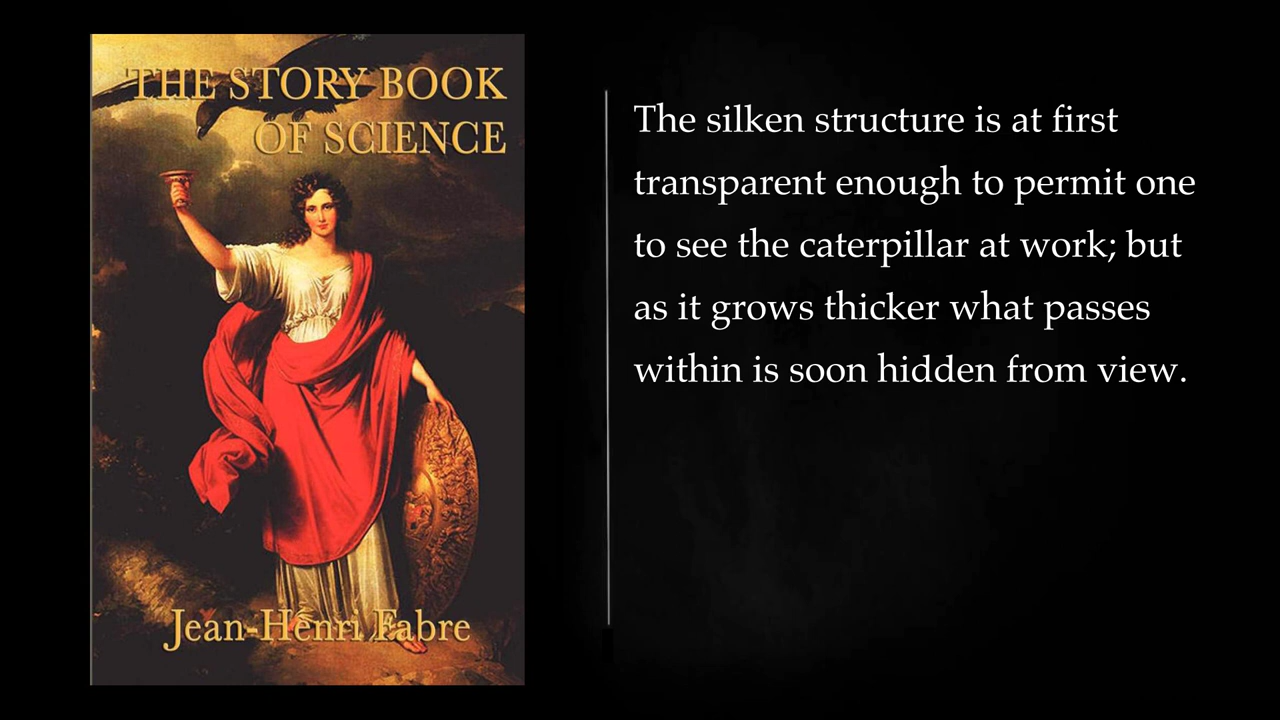 THE STORY BOOK
OF SCIENCE
Jean-Henri Fabre
The silken structure is at first
transparent enough to permit one
to see the caterpillar at work; but
as it grows thicker what passes
within is soon hidden from view.